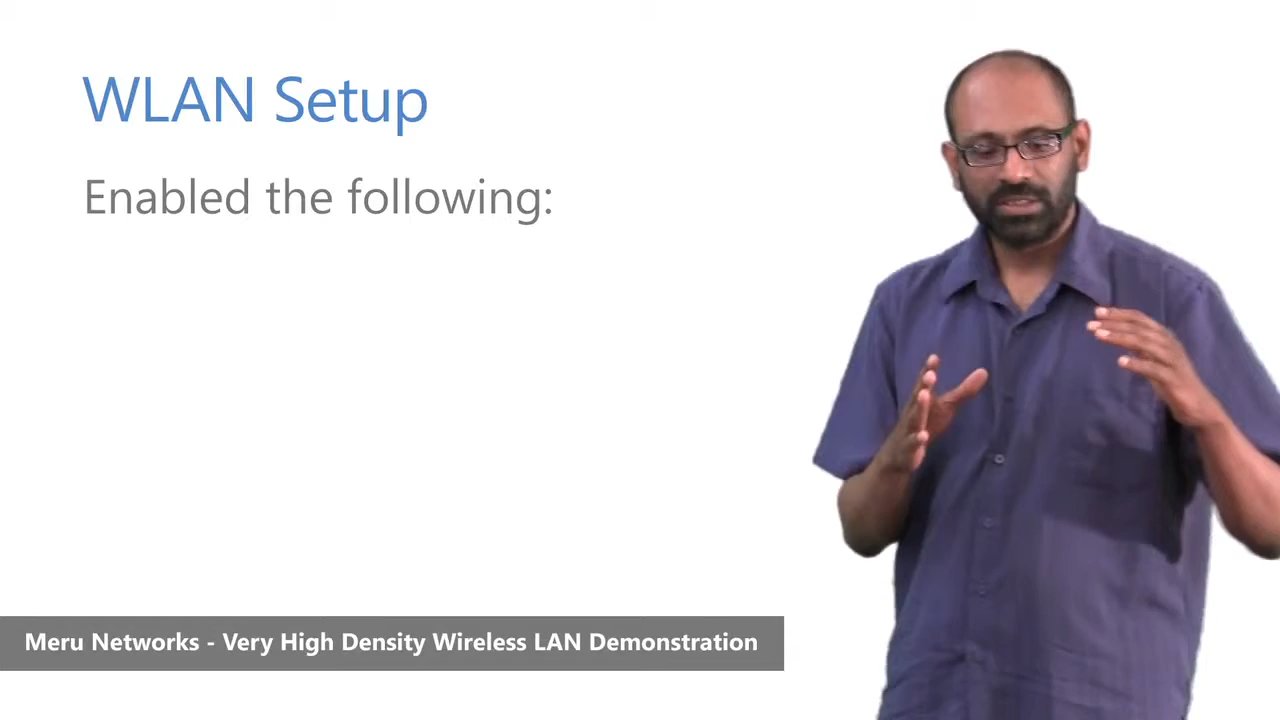 WLAN Setup
Enabled the following:
Meru Networks - Very High Density Wireless LAN Demonstration